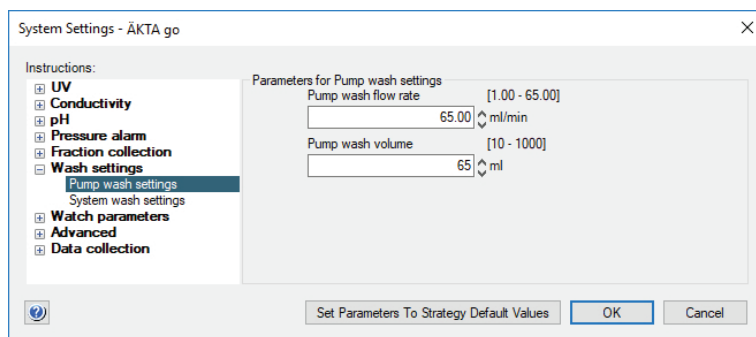 System Settings - ÄKTA go
Instructions:
UV
Conductivity
pH
Pressure alarm
Fraction collection
Wash settings
Pump wash settings
System wash settings
Watch parameters
Advanced
Data collection
Parameters for Pump wash settings
Pump wash flow rate [1.00 - 65.00]
65.00 ml/min
Pump wash volume [10 - 1000]
65 ml
Set Parameters To Strategy Default Values OK Cancel